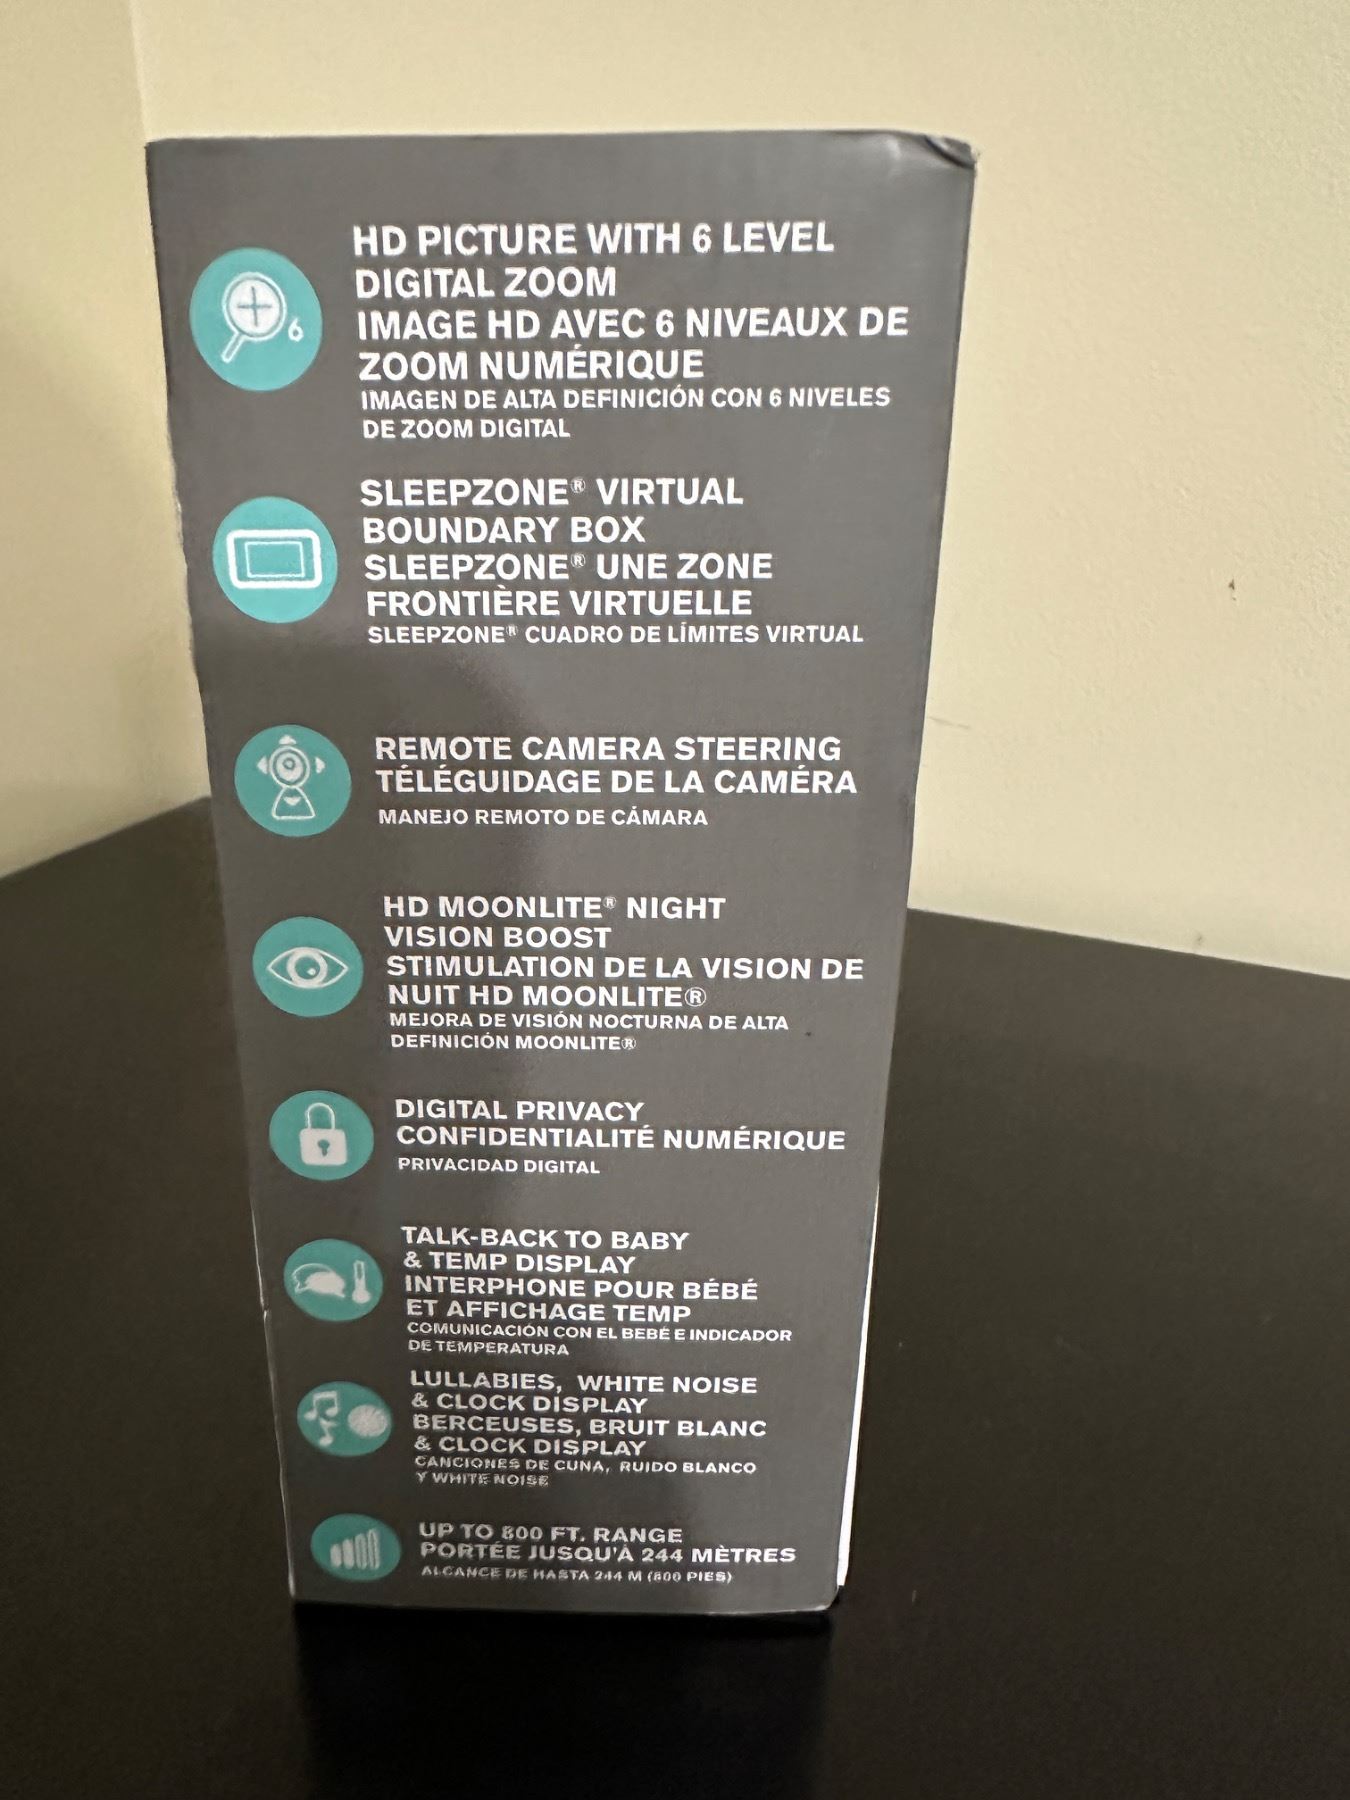 HD PICTURE WITH 6 LEVEL
DIGITAL ZOOM
IMAGE HD AVEC 6 NIVEAUX DE
ZOOM NUMÉRIQUE
IMAGEN DE ALTA DEFINICIÓN CON 6 NIVELES
DE ZOOM DIGITAL
6
SLEEPZONE® VIRTUAL
BOUNDARY BOX
SLEEPZONE® UNE ZONE
FRONTIÈRE VIRTUELLE
SLEEPZONE® CUADRO DE LÍMITES VIRTUAL
REMOTE CAMERA STEERING
TÉLÉGUIDAGE DE LA CAMÉRA
MANEJO REMOTO DE CÁMARA
HD MOONLITE® NIGHT
VISION BOOST
STIMULATION DE LA VISION DE
NUIT HD MOONLITE®
MEJORA DE VISIÓN NOCTURNA DE ALTA
DEFINICIÓN MOONLITE®
DIGITAL PRIVACY
CONFIDENTIALITÉ NUMÉRIQUE
PRIVACIDAD DIGITAL
TALK-BACK TO BABY
& TEMP DISPLAY
INTERPHONE POUR BÉBÉ
ET AFFICHAGE TEMP
COMUNICACIÓN CON EL BEBÉ E INDICADOR
DE TEMPERATURA
LULLABIES, WHITE NOISE
& CLOCK DISPLAY
BERCEUSES, BRUIT BLANC
& CLOCK DISPLAY
CANCIONES DE CUNA, RUIDO BLANCO
Y WHITE NOISE
UP TO 800 FT. RANGE
PORTÉE JUSQU'À 244 MÈTRES
ALCANCE DE HASTA 244 M (800 PIES)